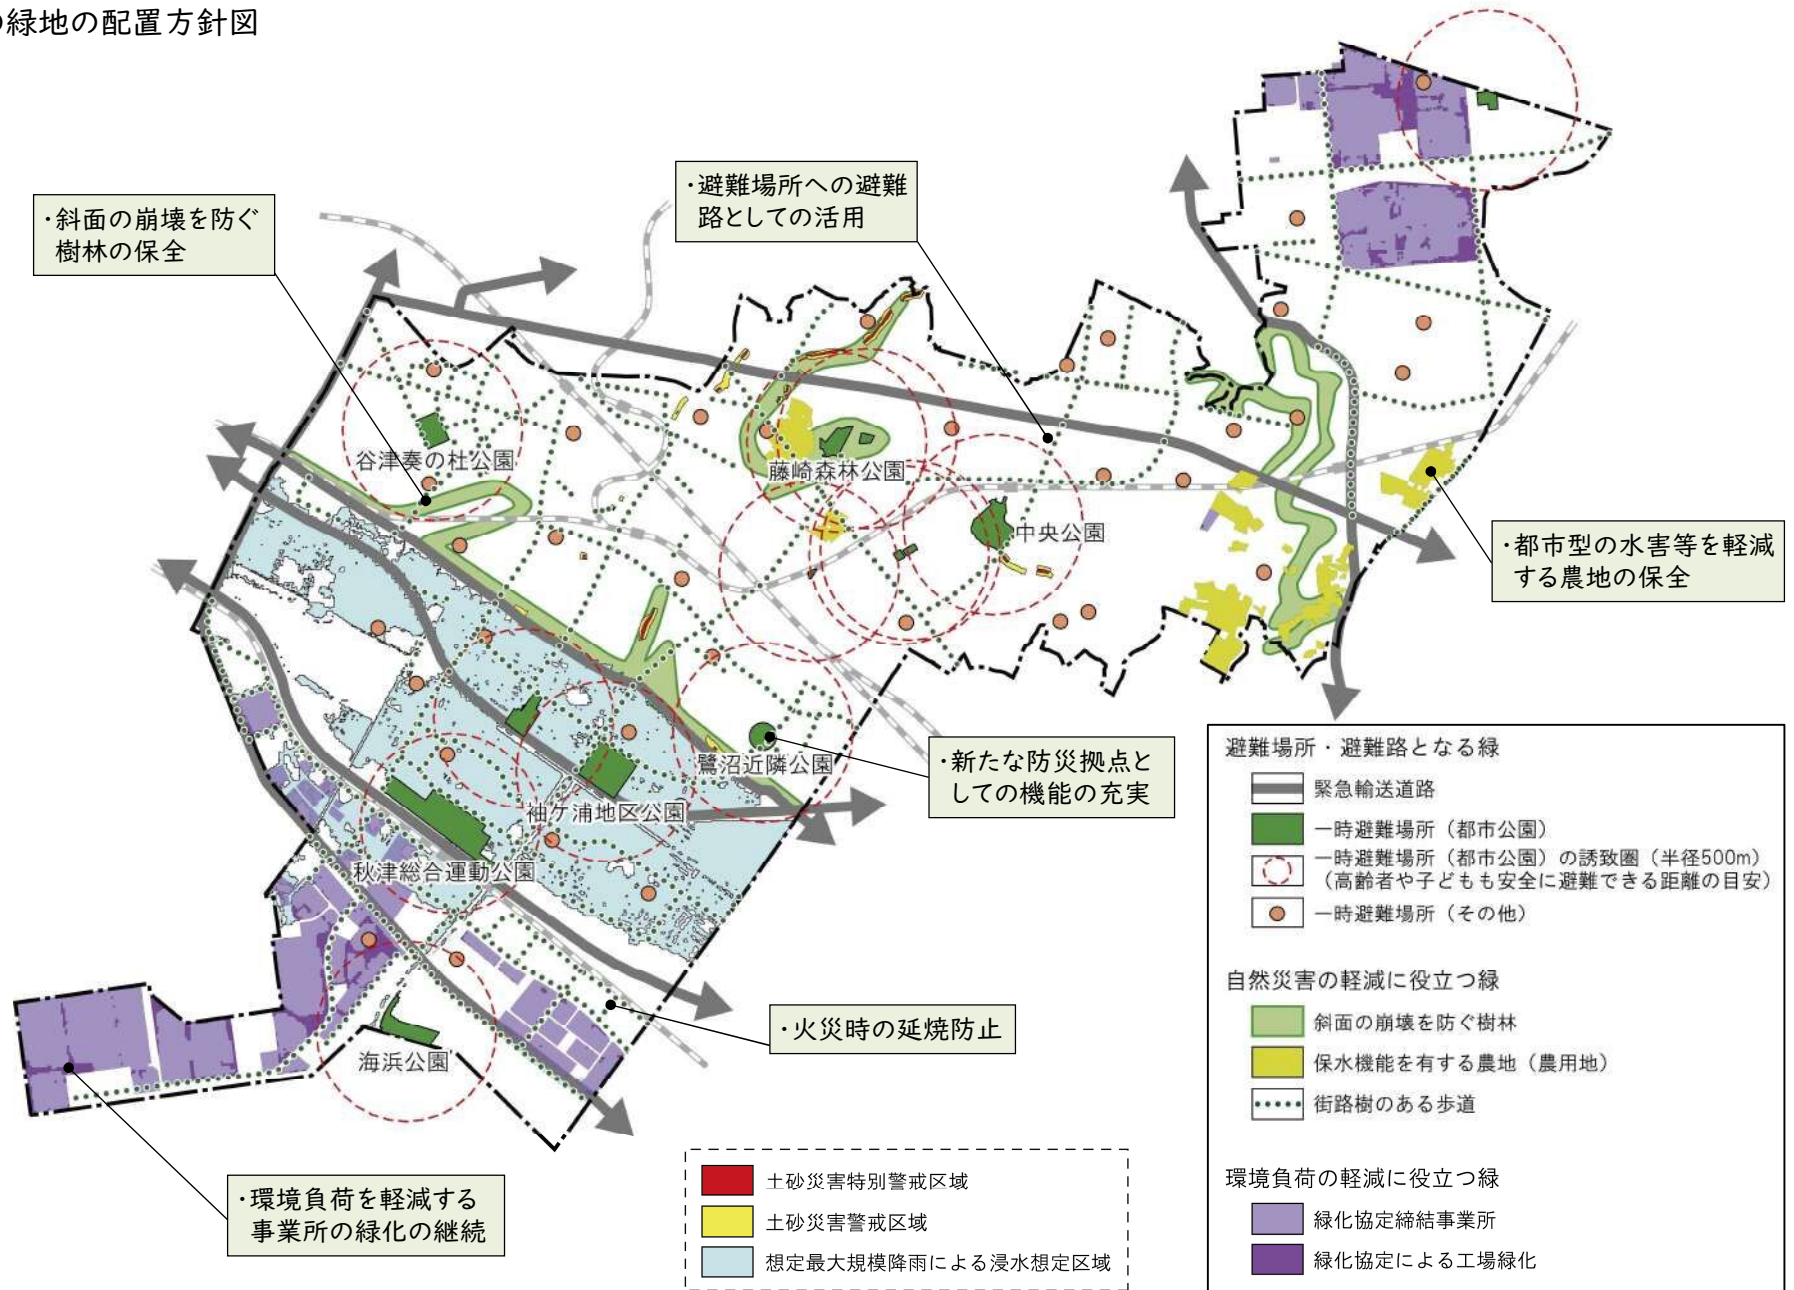 の緑地の配置方針図
・斜面の崩壊を防ぐ
樹林の保全
・避難場所への避難
路としての活用
谷津奏の杜公園
藤崎森林公園
中央公園
・都市型の水害等を軽減
する農地の保全
鷺沼近隣公園
・新たな防災拠点と
しての機能の充実
袖ケ浦地区公園
秋津総合運動公園
・火災時の延焼防止
海浜公園
・環境負荷を軽減する
事業所の緑化の継続
土砂災害特別警戒区域
土砂災害警戒区域
想定最大規模降雨による浸水想定区域
避難場所・避難路となる緑
緊急輸送道路
一時避難場所（都市公園）
一時避難場所（都市公園）の誘致圏（半径500m）
（高齢者や子どもも安全に避難できる距離の目安）
一時避難場所（その他）
自然災害の軽減に役立つ緑
斜面の崩壊を防ぐ樹林
保水機能を有する農地（農用地）
街路樹のある歩道
環境負荷の軽減に役立つ緑
緑化協定締結事業所
緑化協定による工場緑化